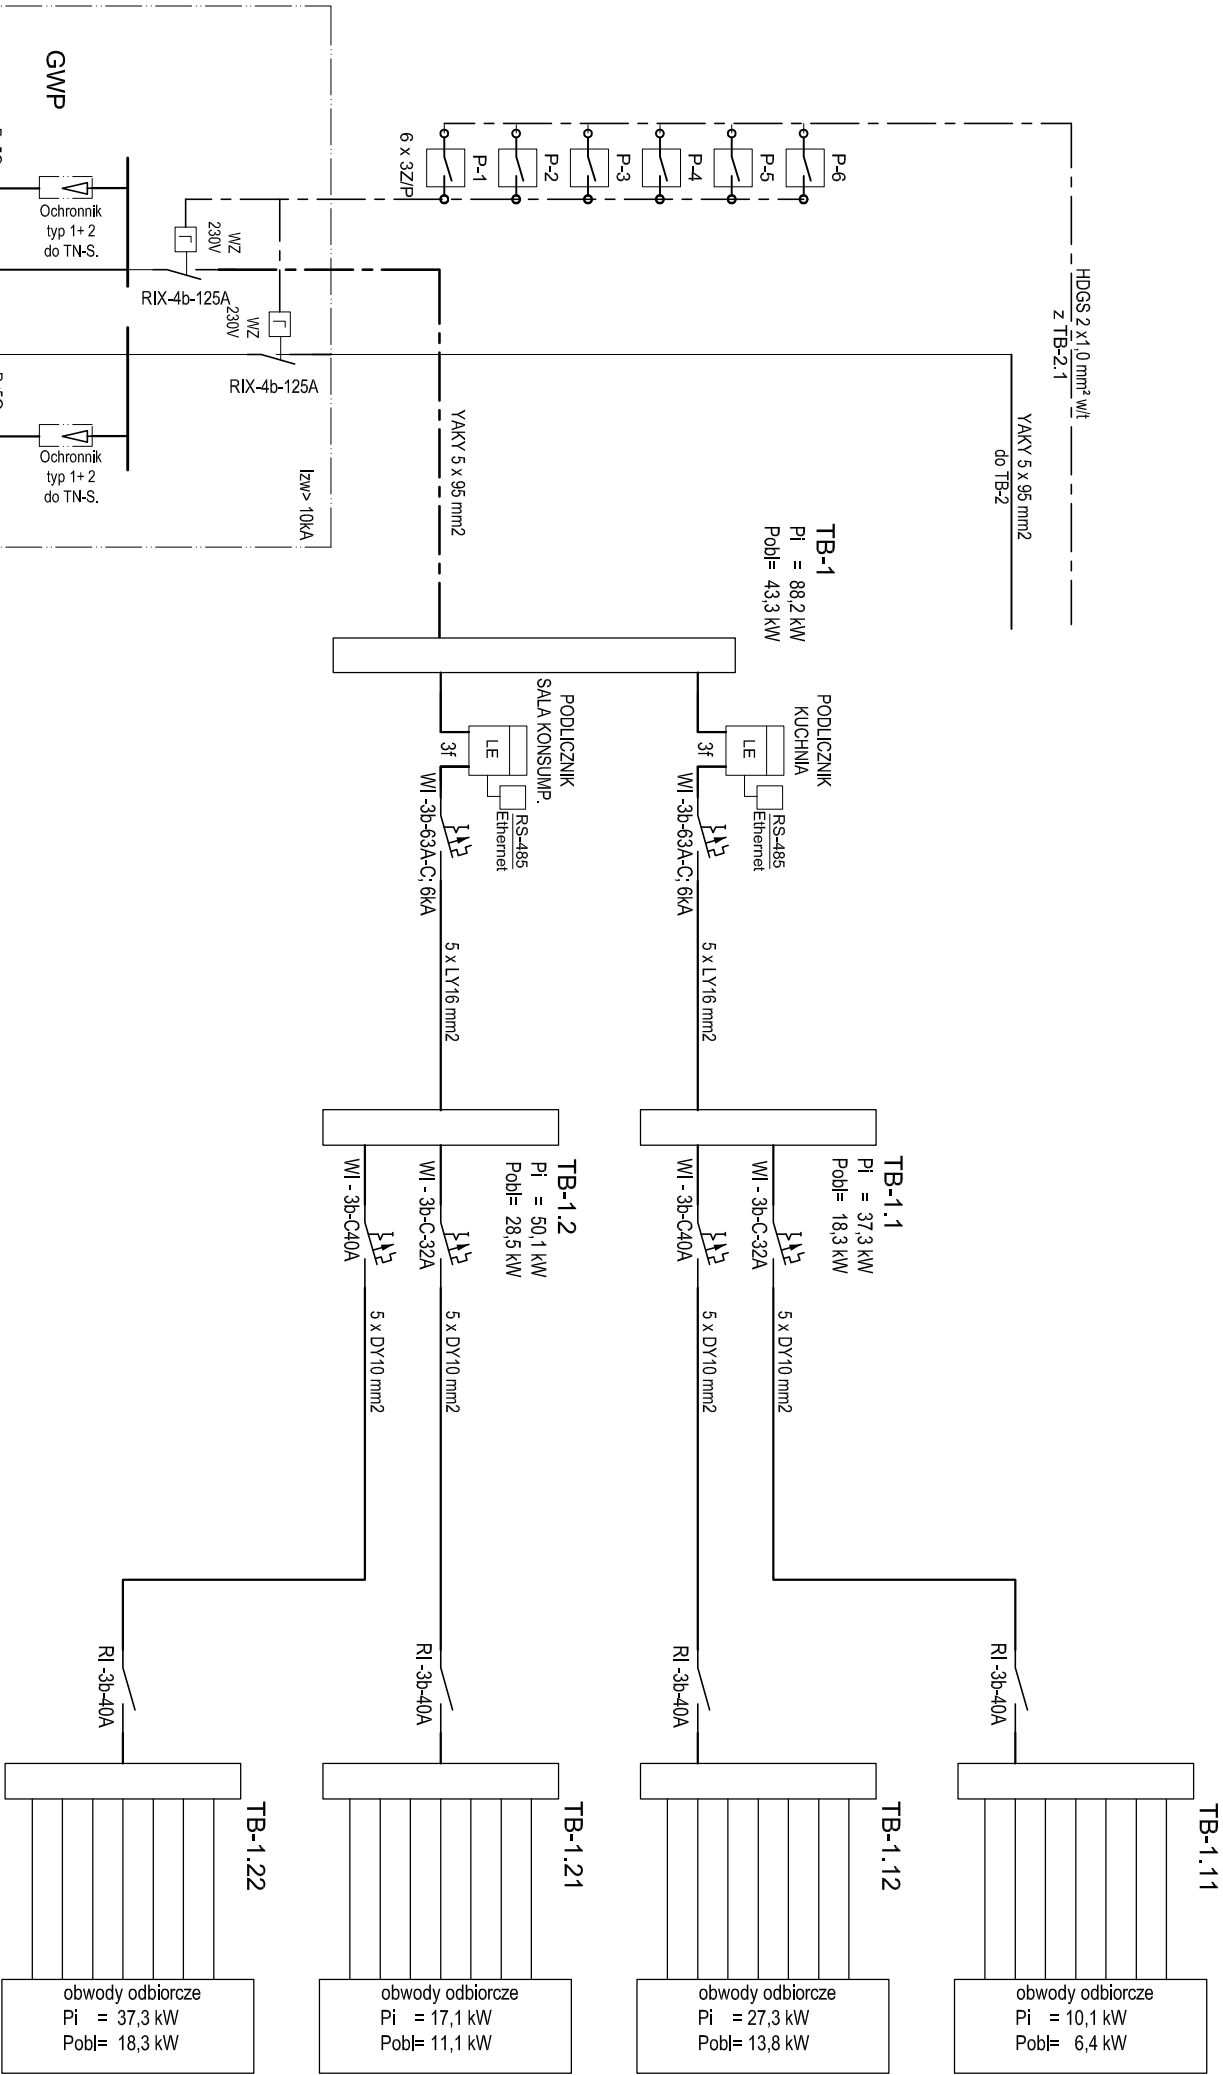 GWP
Ochronnik
typ 1+ 2
do TN-S.
WZ
230V
RIX-4b-125A
WZ
230V
RIX-4b-125A
Ochronnik
typ 1+ 2
do TN-S.
Izw> 10kA
P-6
P-5
P-4
P-3
P-2
P-1
6 x 3Z/P
HDGS 2 x1,0 mm² w/t
z TB-2.1
YAKY 5 x 95 mm2
do TB-2
YAKY 5 x 95 mm2
TB-1
Pi = 88,2 kW
Pobl= 43,3 kW
PODLICZNIK
KUCHNIA
LE
3f
RS-485
Ethernet
WI -3b-63A-C; 6kA
5 x LY16 mm2
PODLICZNIK
SALA KONSUMP.
LE
3f
RS-485
Ethernet
WI -3b-63A-C; 6kA
5 x LY16 mm2
TB-1.1
Pi = 37,3 kW
Pobl= 18,3 kW
WI - 3b-C-32A
5 x DY10 mm2
WI - 3b-C40A
5 x DY10 mm2
TB-1.2
Pi = 50,1 kW
Pobl= 28,5 kW
WI - 3b-C-32A
5 x DY10 mm2
WI - 3b-C40A
5 x DY10 mm2
RI -3b-40A
RI -3b-40A
RI -3b-40A
RI -3b-40A
TB-1.22
TB-1.21
TB-1.12
TB-1.11
obwody odbiorcze
Pi = 37,3 kW
Pobl= 18,3 kW
obwody odbiorcze
Pi = 17,1 kW
Pobl= 11,1 kW
obwody odbiorcze
Pi = 27,3 kW
Pobl= 13,8 kW
obwody odbiorcze
Pi = 10,1 kW
Pobl= 6,4 kW